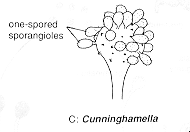 one-spored
sporangioles
C: Cunninghamella